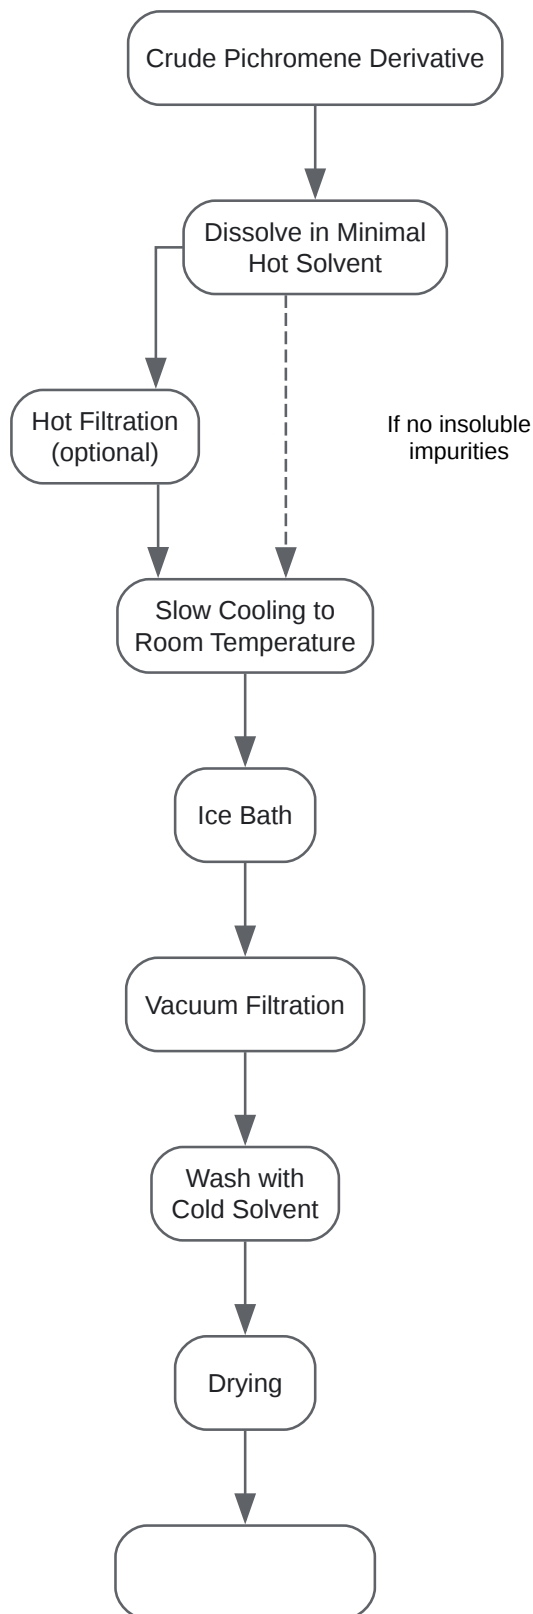 Crude Pichromene Derivative
Dissolve in Minimal
Hot Solvent
Hot Filtration
(optional)
If no insoluble
impurities
Slow Cooling to
Room Temperature
Ice Bath
Vacuum Filtration
Wash with
Cold Solvent
Drying